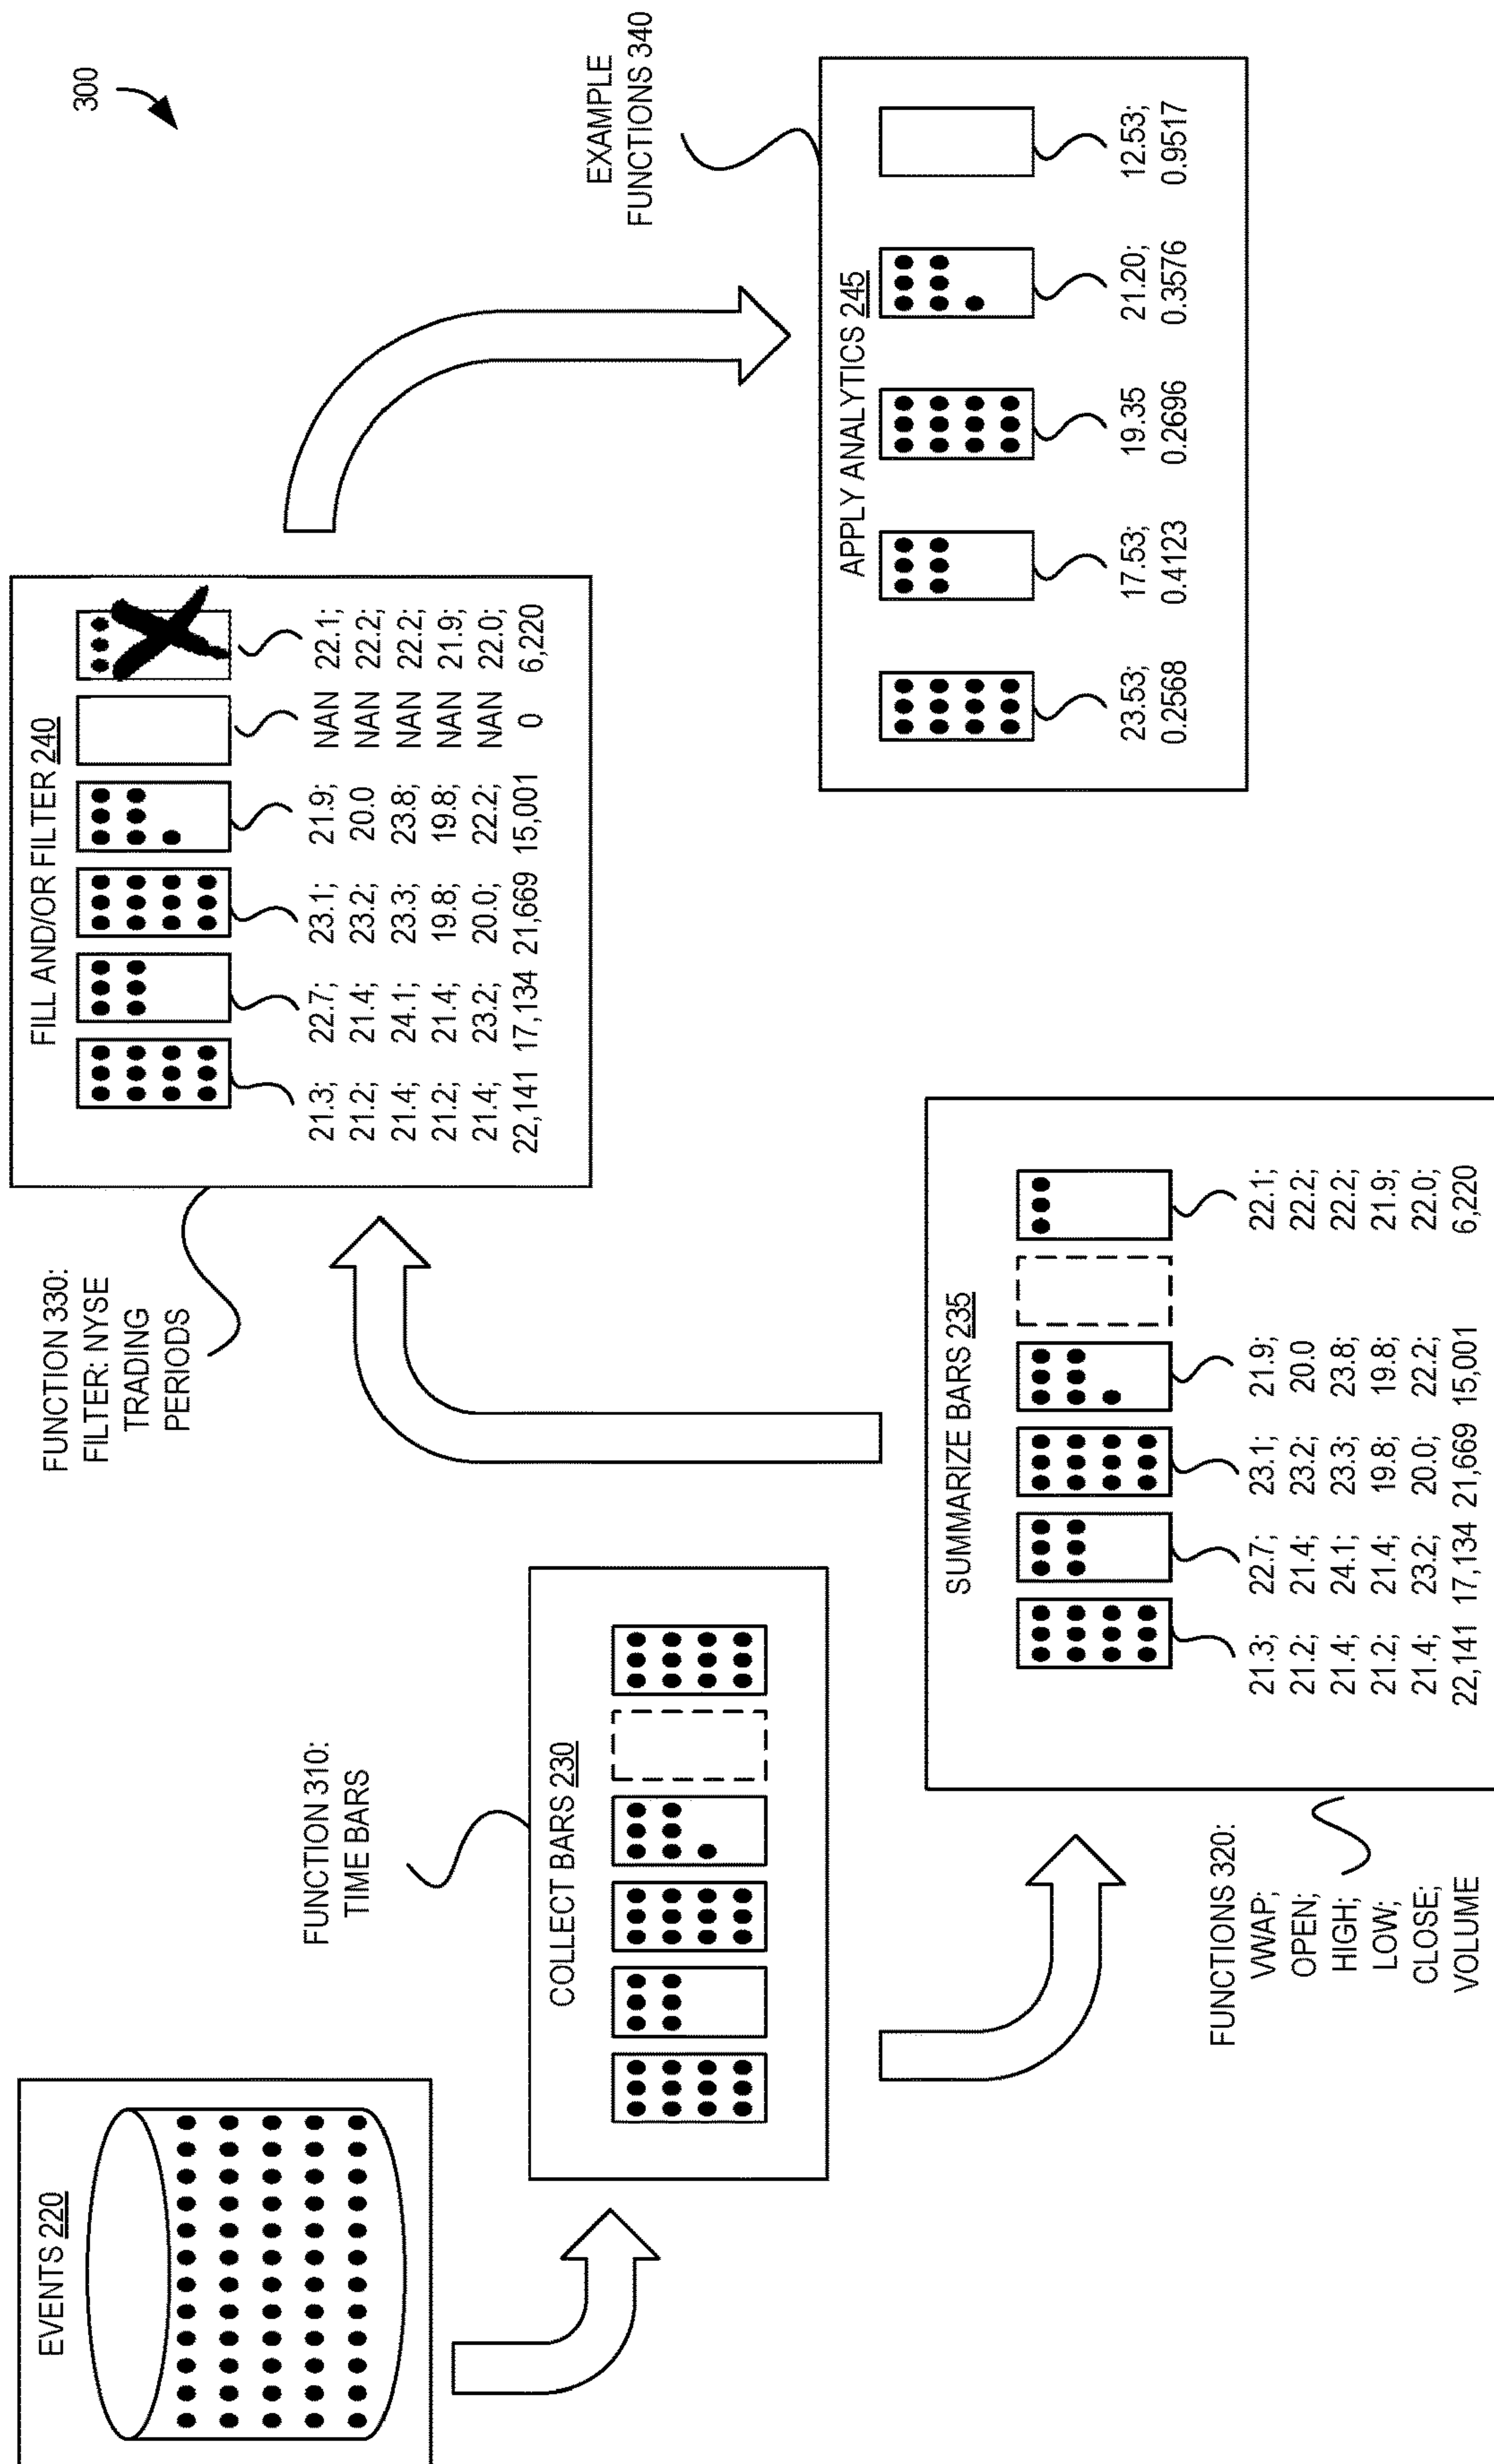 300
EVENTS 220
FUNCTION 310:
TIME BARS
COLLECT BARS 230
FUNCTIONS 320:
VWAP;
OPEN;
HIGH;
LOW;
CLOSE;
VOLUME
SUMMARIZE BARS 235
21.3; 22.7; 23.1; 21.9; 22.1;
21.2; 21.4; 23.2; 20.0 22.2;
21.4; 24.1; 23.3; 23.8; 22.2;
21.2; 21.4; 19.8; 19.8; 21.9;
21.4; 23.2; 20.0; 22.2; 22.0;
22,141 17,134 21,669 15,001 6,220
FUNCTION 330:
FILTER: NYSE
TRADING
PERIODS
FILL AND/OR FILTER 240
21.3; 22.7; 23.1; 21.9; NAN 22.1;
21.2; 21.4; 23.2; 20.0 NAN 22.2;
21.4; 24.1; 23.3; 23.8; NAN 22.2;
21.2; 21.4; 19.8; 19.8; NAN 21.9;
21.4; 23.2; 20.0; 22.2; NAN 22.0;
22,141 17,134 21,669 15,001 0 6,220
EXAMPLE
FUNCTIONS 340
APPLY ANALYTICS 245
23.53; 17.53; 19.35 21.20; 12.53;
0.2568 0.4123 0.2696 0.3576 0.9517